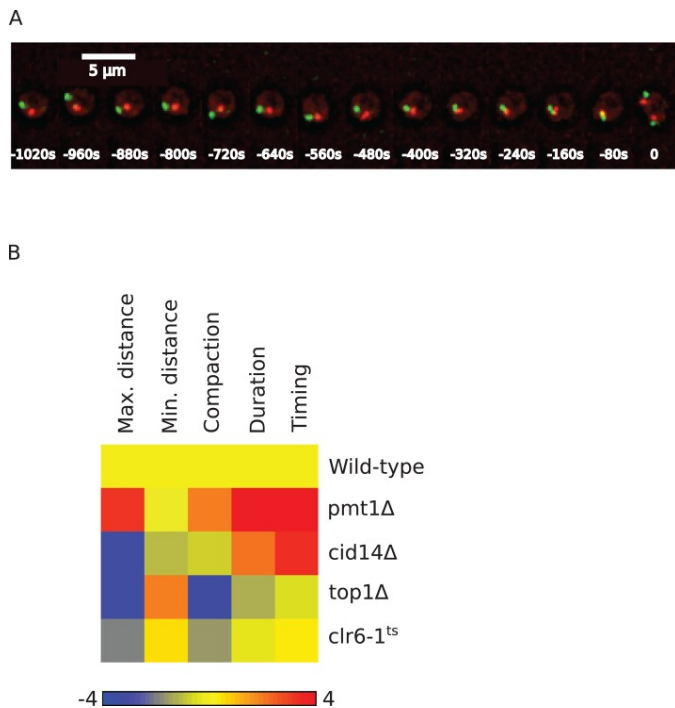 A
5 µm
-1020s -960s -880s -800s -720s -640s -560s -480s -400s -320s -240s -160s -80s 0
B
Max. distance
Min. distance
Compaction
Duration
Timing
Wild-type
pmt1Δ
cid14Δ
top1Δ
clr6-1ᵗˢ
-4 4